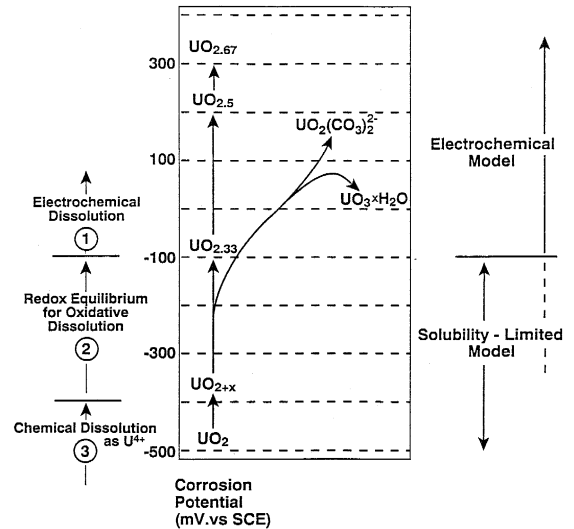 UO2.67
300
UO2.5
UO2(CO3)2^2-
100
UO3xH2O
UO2.33
-100
-300
UO2+x
UO2
-500
Corrosion
Potential
(mV.vs SCE)
Electrochemical
Dissolution
1
Redox Equilibrium
for Oxidative
Dissolution
2
Chemical Dissolution
as U4+
3
Electrochemical
Model
Solubility - Limited
Model